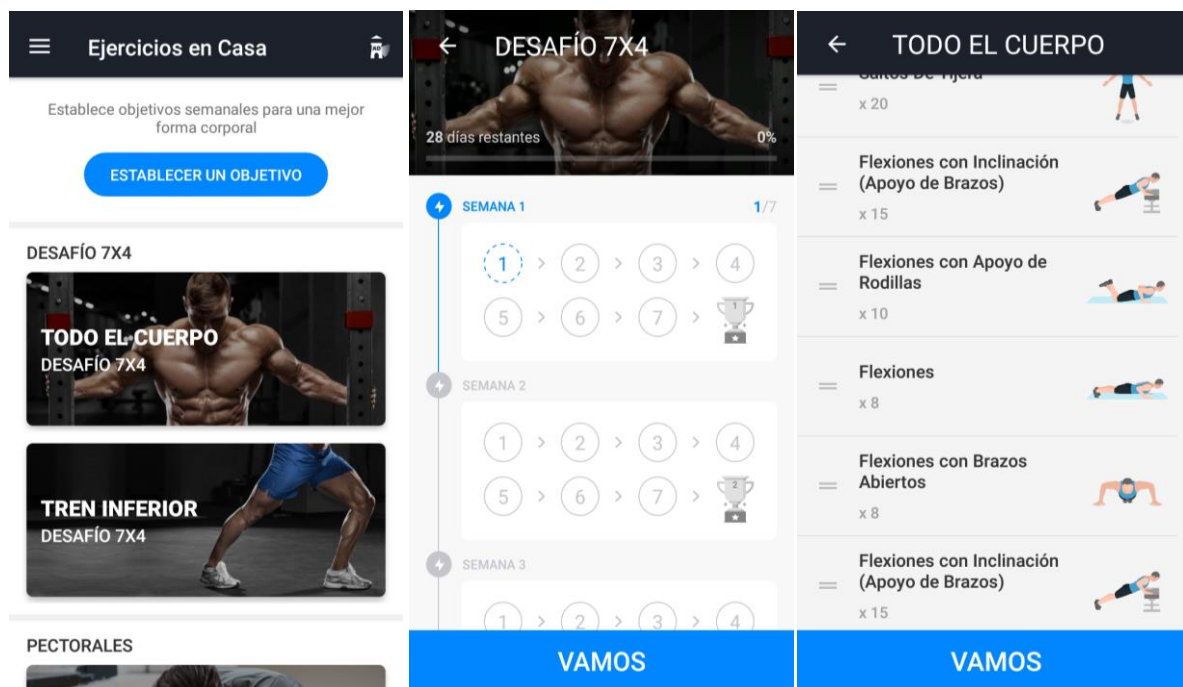 Ejercicios en Casa
AD
Establece objetivos semanales para una mejor
forma corporal
ESTABLECER UN OBJETIVO
DESAFÍO 7X4
TODO EL CUERPO
DESAFÍO 7X4
TREN INFERIOR
DESAFÍO 7X4
PECTORALES
DESAFÍO 7X4
28 días restantes
0%
SEMANA 1
1/7
1 > 2 > 3 > 4
5 > 6 > 7 > 1
SEMANA 2
1 > 2 > 3 > 4
5 > 6 > 7 > 2
SEMANA 3
1 > 2 > 3 > 4
VAMOS
TODO EL CUERPO
Saltos De Tijera
x 20
Flexiones con Inclinación
(Apoyo de Brazos)
x 15
Flexiones con Apoyo de
Rodillas
x 10
Flexiones
x 8
Flexiones con Brazos
Abiertos
x 8
Flexiones con Inclinación
(Apoyo de Brazos)
x 15
VAMOS